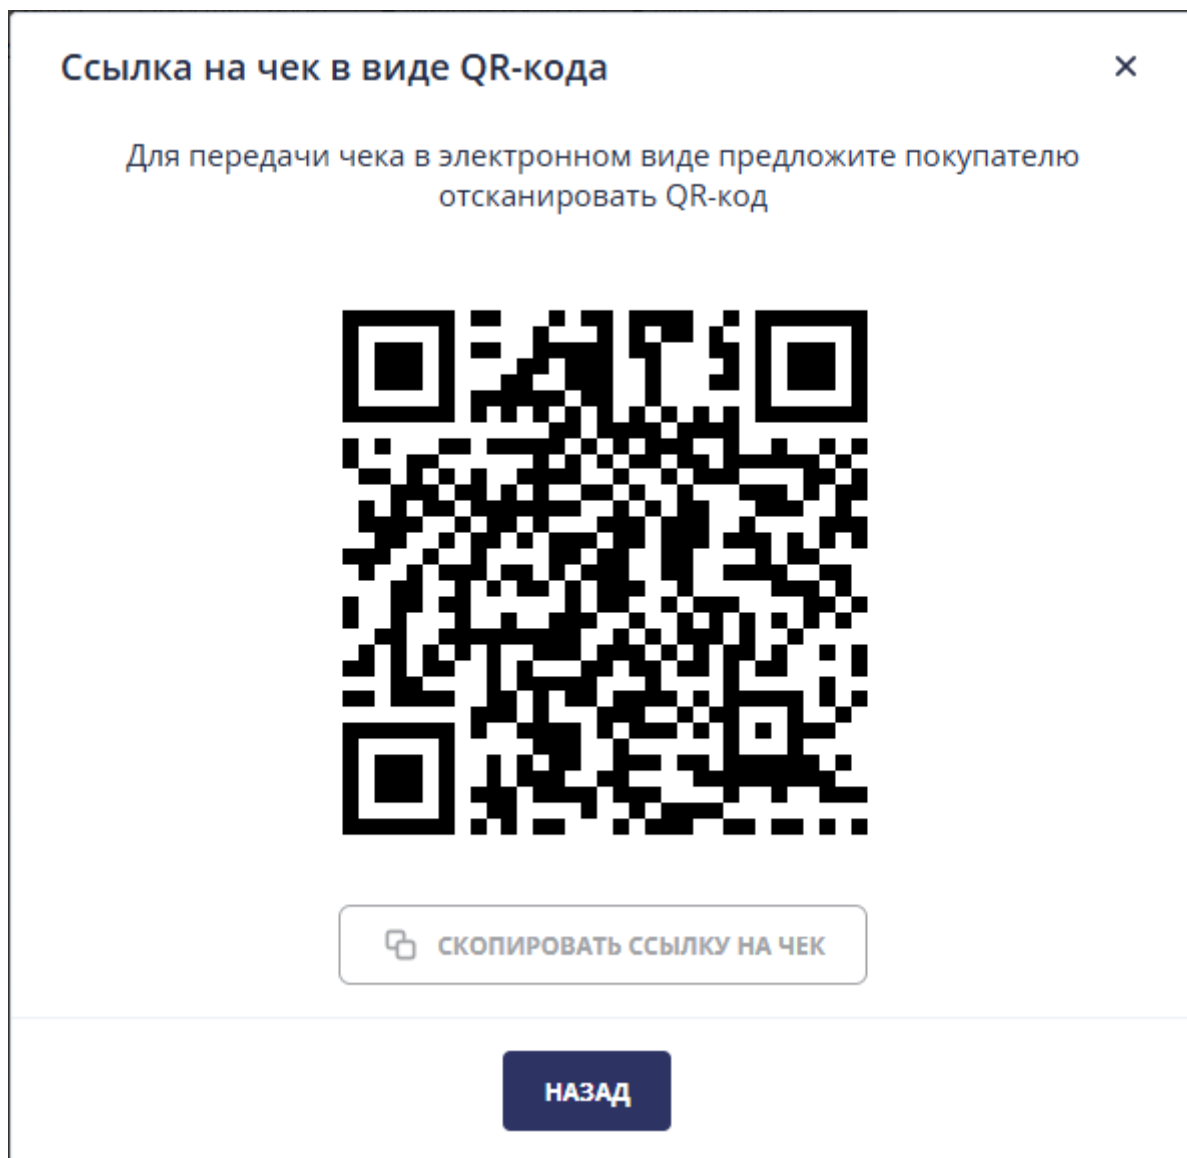 Ссылка на чек в виде QR-кода
Для передачи чека в электронном виде предложите покупателю
отсканировать QR-код
СКОПИРОВАТЬ ССЫЛКУ НА ЧЕК
НАЗАД